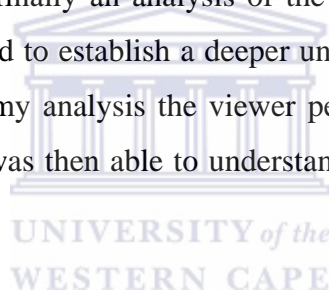 mally an analysis of the
d to establish a deeper un
my analysis the viewer pe
was then able to understan
UNIVERSITY of the
WESTERN CAPE